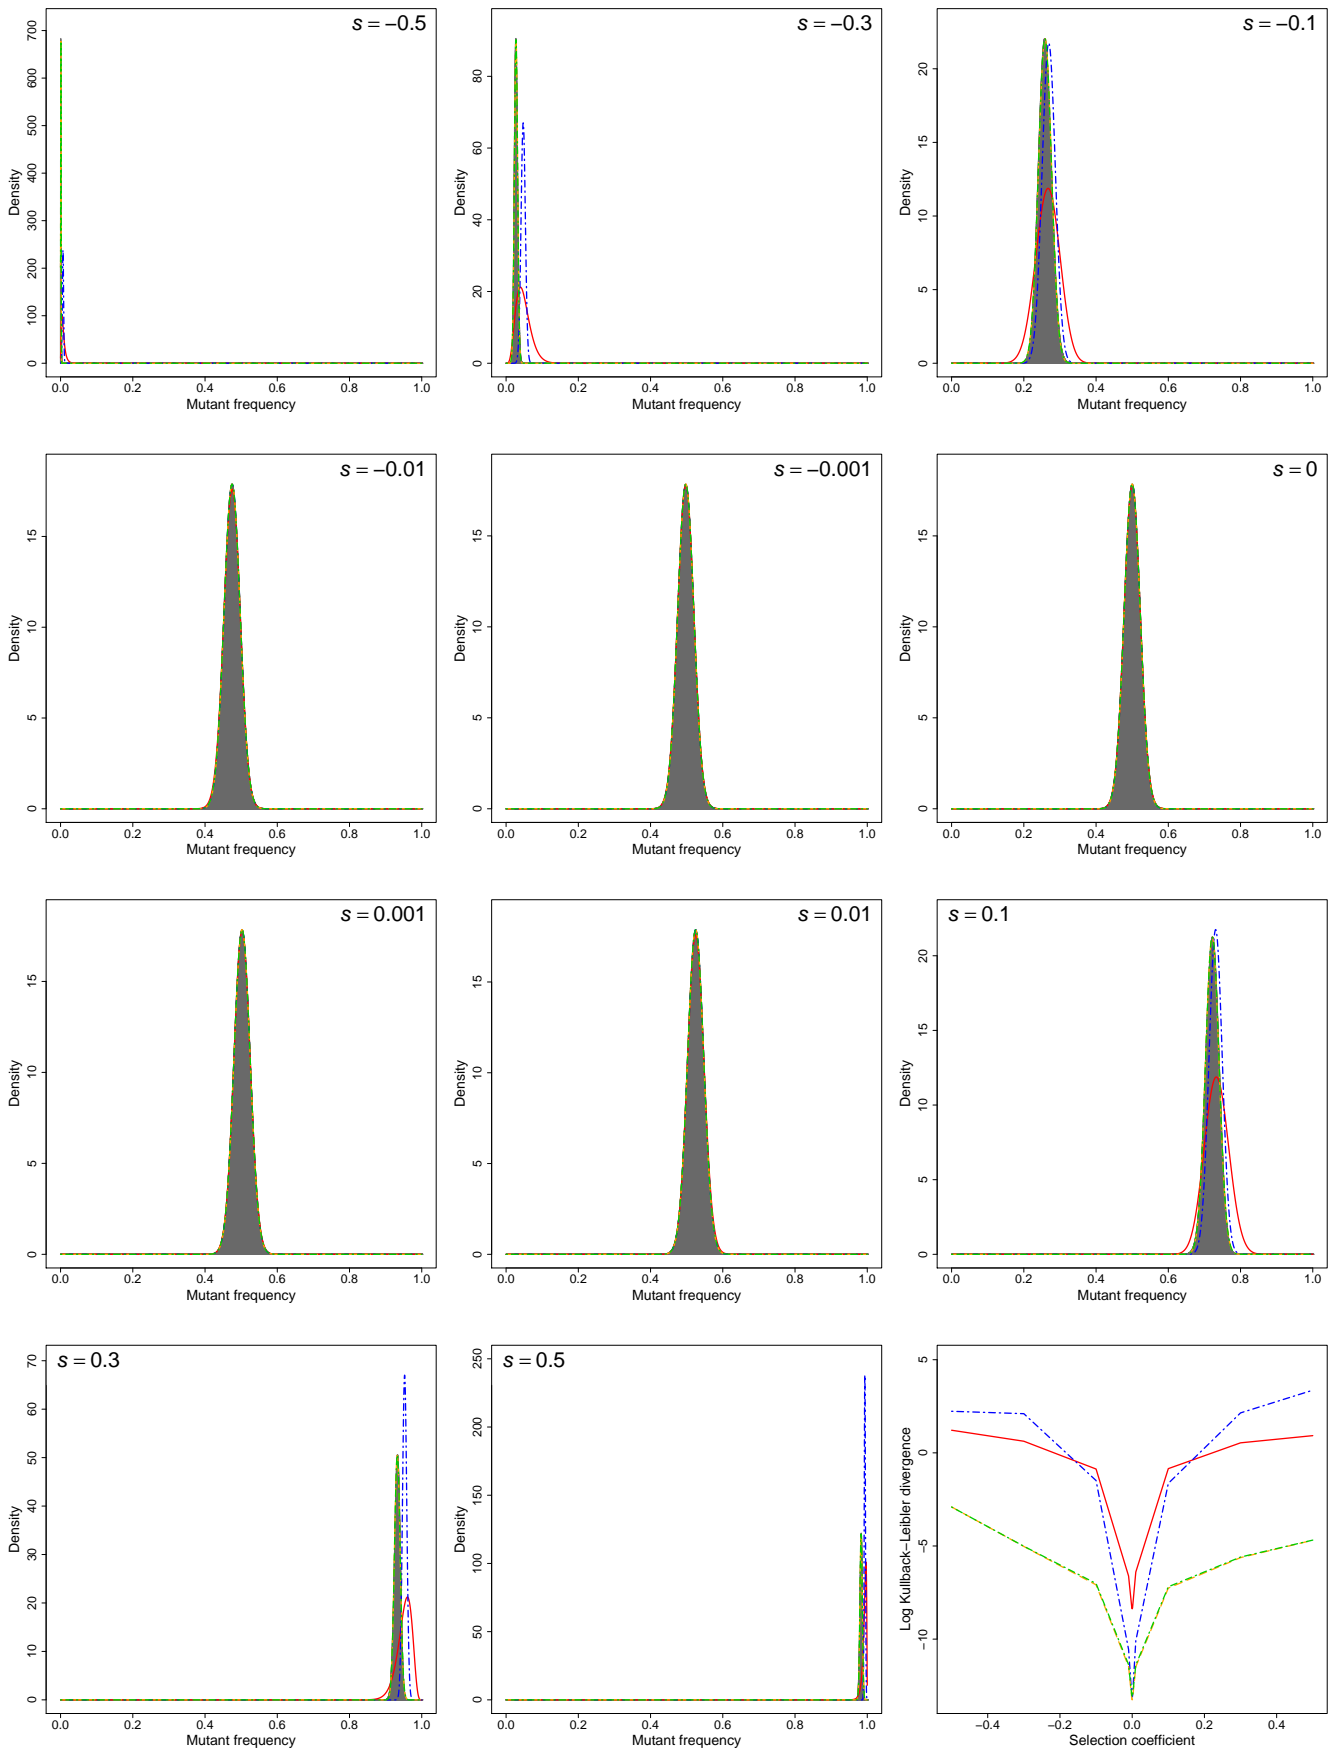 s = −0.5
s = −0.3
s = −0.1
Density
0 100 200 300 400 500 600 700
0.0 0.2 0.4 0.6 0.8 1.0
Mutant frequency
Density
0 20 40 60 80
0.0 0.2 0.4 0.6 0.8 1.0
Mutant frequency
Density
0 5 10 15 20
0.0 0.2 0.4 0.6 0.8 1.0
Mutant frequency
s = −0.01
s = −0.001
s = 0
Density
0 5 10 15
0.0 0.2 0.4 0.6 0.8 1.0
Mutant frequency
Density
0 5 10 15
0.0 0.2 0.4 0.6 0.8 1.0
Mutant frequency
Density
0 5 10 15
0.0 0.2 0.4 0.6 0.8 1.0
Mutant frequency
s = 0.001
s = 0.01
s = 0.1
Density
0 5 10 15
0.0 0.2 0.4 0.6 0.8 1.0
Mutant frequency
Density
0 5 10 15
0.0 0.2 0.4 0.6 0.8 1.0
Mutant frequency
Density
0 5 10 15 20
0.0 0.2 0.4 0.6 0.8 1.0
Mutant frequency
s = 0.3
s = 0.5
Density
0 10 20 30 40 50 60 70
0.0 0.2 0.4 0.6 0.8 1.0
Mutant frequency
Density
0 50 100 150 200 250
0.0 0.2 0.4 0.6 0.8 1.0
Mutant frequency
Log Kullback−Leibler divergence
−10 −5 0 5
−0.4 −0.2 0.0 0.2 0.4
Selection coefficient